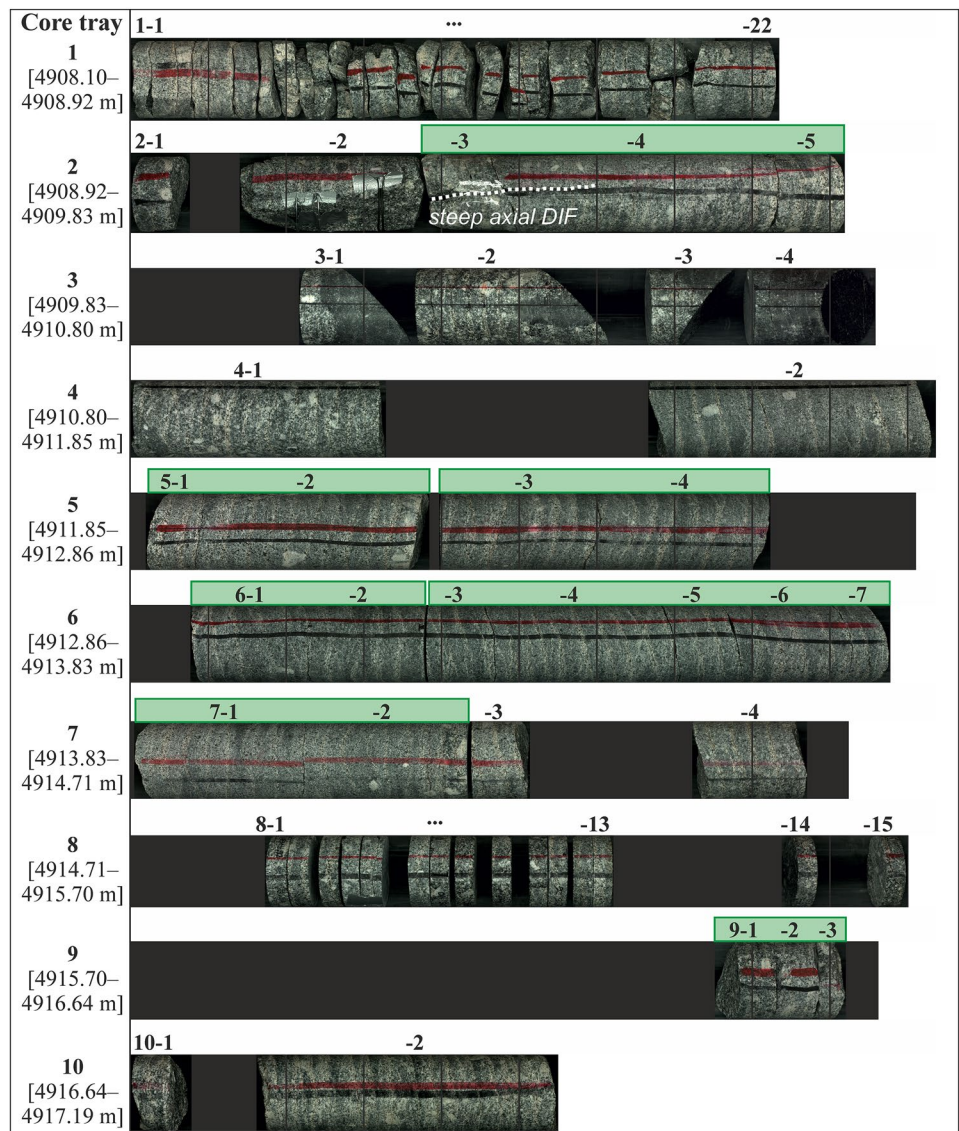 Core tray 1-1 ... -22
1
[4908.10–
4908.92 m]
2-1 -2 -3 -4 -5
2
[4908.92–
4909.83 m]
steep axial DIF
3-1 -2 -3 -4
3
[4909.83–
4910.80 m]
4-1 -2
4
[4910.80–
4911.85 m]
5-1 -2 -3 -4
5
[4911.85–
4912.86 m]
6-1 -2 -3 -4 -5 -6 -7
6
[4912.86–
4913.83 m]
7-1 -2 -3 -4
7
[4913.83–
4914.71 m]
8-1 ... -13 -14 -15
8
[4914.71–
4915.70 m]
9-1 -2 -3
9
[4915.70–
4916.64 m]
10-1 -2
10
[4916.64–
4917.19 m]